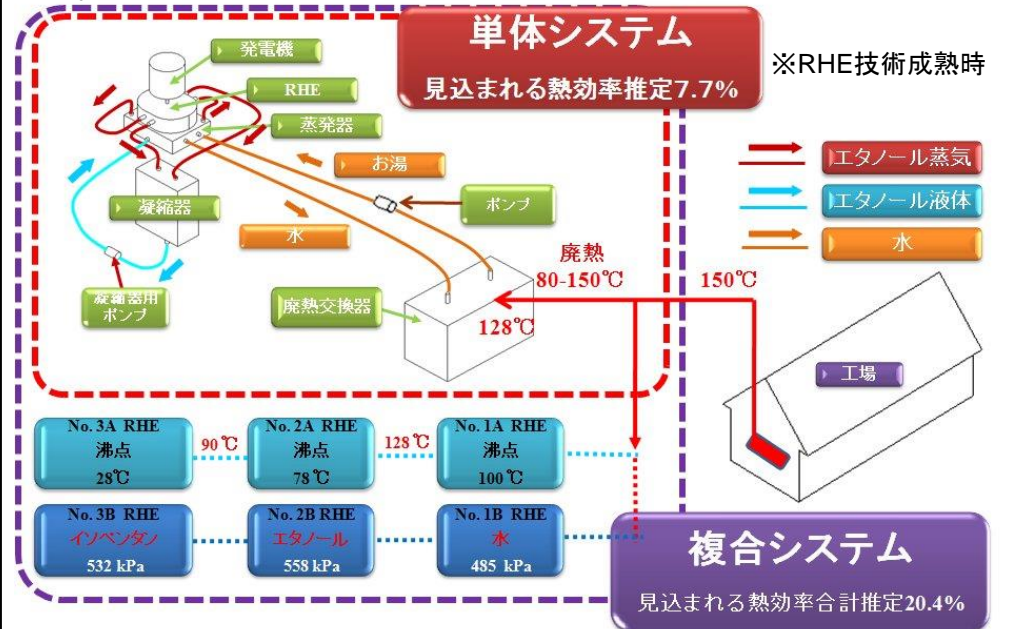 単体システム
見込まれる熱効率推定7.7%
※RHE技術成熟時
発電機
RHE
蒸発器
お湯
ポンプ
凝縮器
水
凝縮器用
ポンプ
廃熱交換器
廃熱
80-150℃
128℃
150℃
エタノール蒸気
エタノール液体
水
工場
No. 3A RHE
沸点
28℃
90℃
No. 2A RHE
沸点
78℃
128℃
No. 1A RHE
沸点
100℃
No. 3B RHE
イソペンタン
532 kPa
No. 2B RHE
エタノール
558 kPa
No. 1B RHE
水
485 kPa
複合システム
見込まれる熱効率合計推定20.4%